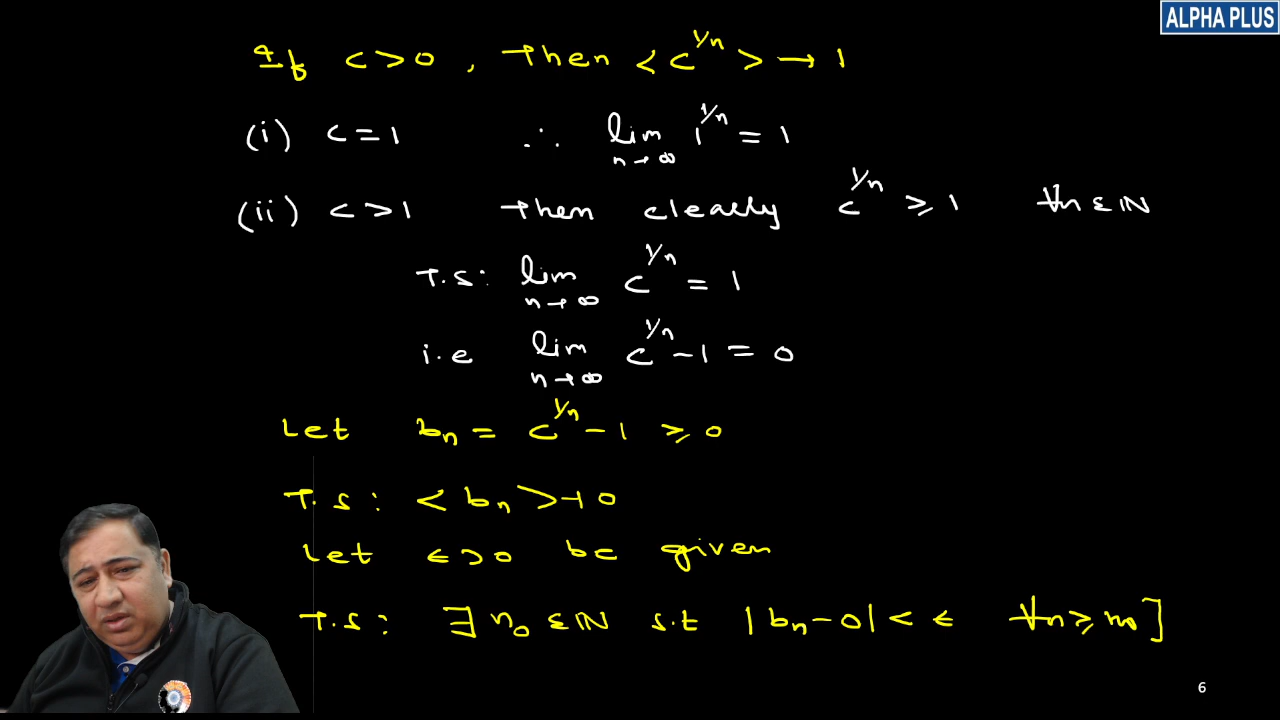 ALPHA PLUS
If c > 0, Then < c^{1/n} > → 1
(i) c = 1 ∴ lim_{n→∞} 1^{1/n} = 1
(ii) c > 1 Then clearly c^{1/n} ≥ 1 ∀n ∈ ℕ
T.S: lim_{n→∞} c^{1/n} = 1
i.e lim_{n→∞} c^{1/n} - 1 = 0
Let b_n = c^{1/n} - 1 ≥ 0
T.S: < b_n > → 0
Let ϵ > 0 be given
T.S: ∃ n_0 ∈ ℕ s.t |b_n - 0| < ϵ ∀n ≥ n_0 ]
6